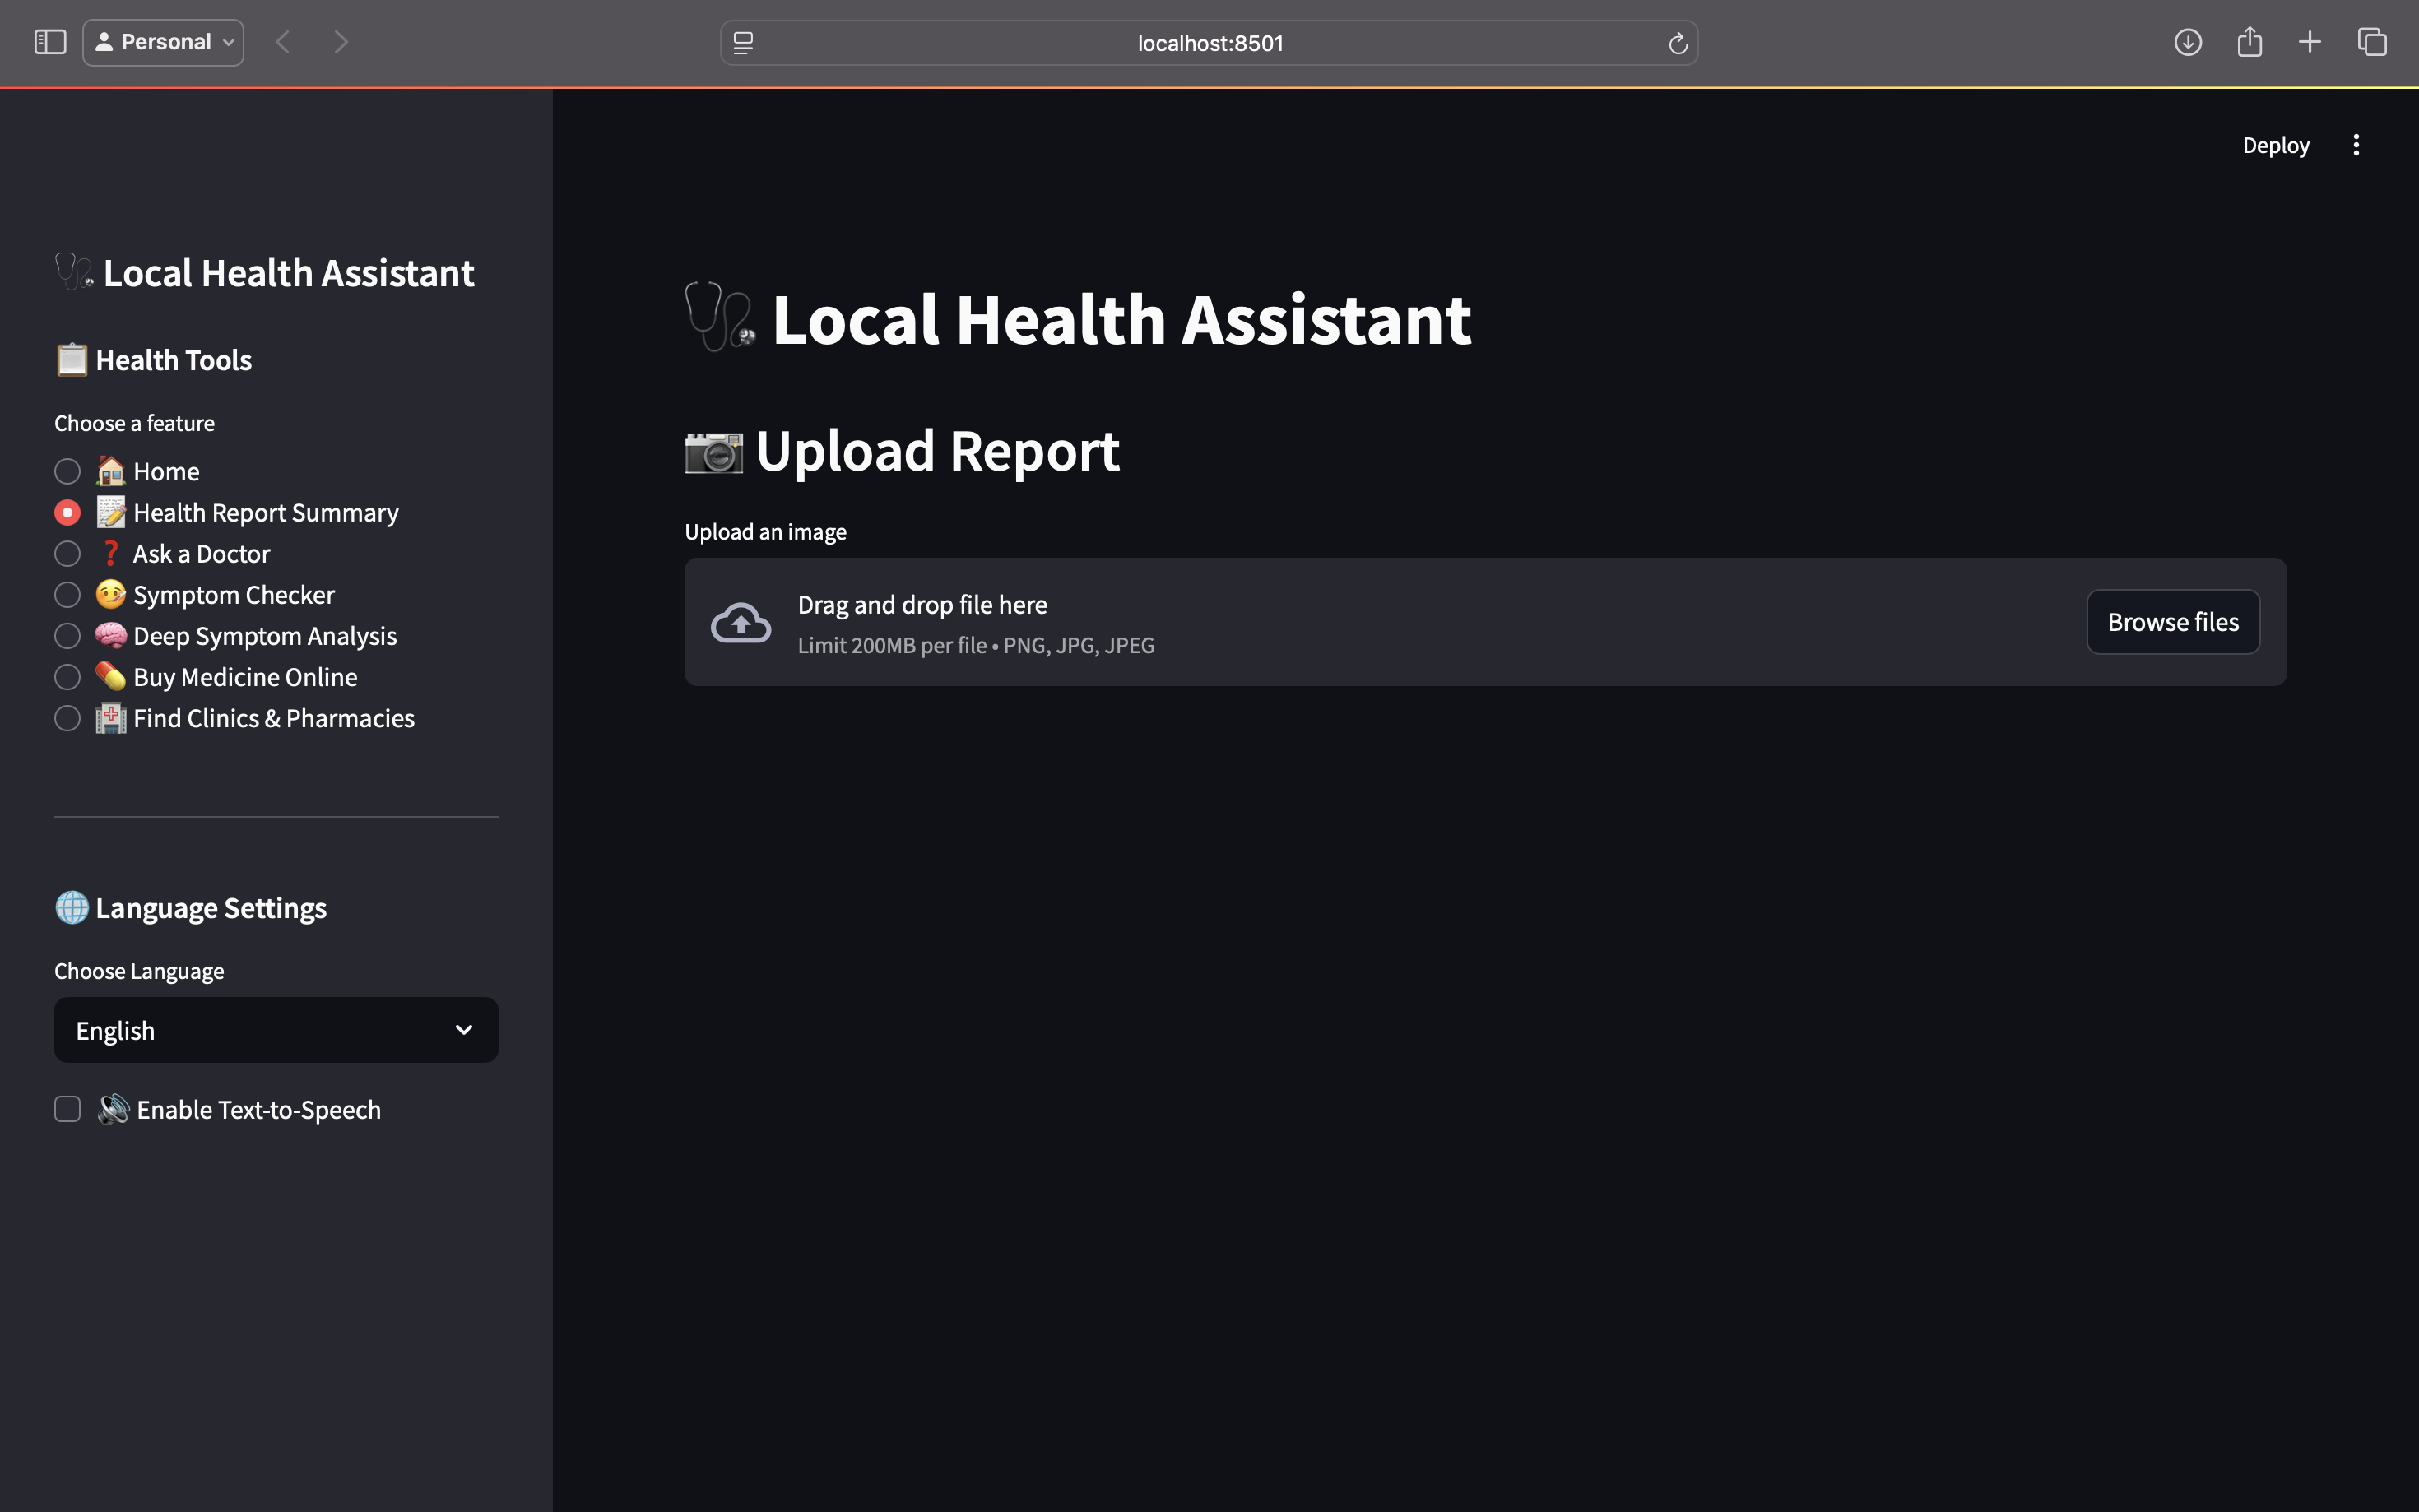 Personal
localhost:8501
Deploy
Local Health Assistant
Health Tools
Choose a feature
Home
Health Report Summary
Ask a Doctor
Symptom Checker
Deep Symptom Analysis
Buy Medicine Online
Find Clinics & Pharmacies
Language Settings
Choose Language
English
Enable Text-to-Speech
Local Health Assistant
Upload Report
Upload an image
Drag and drop file here
Limit 200MB per file • PNG, JPG, JPEG
Browse files